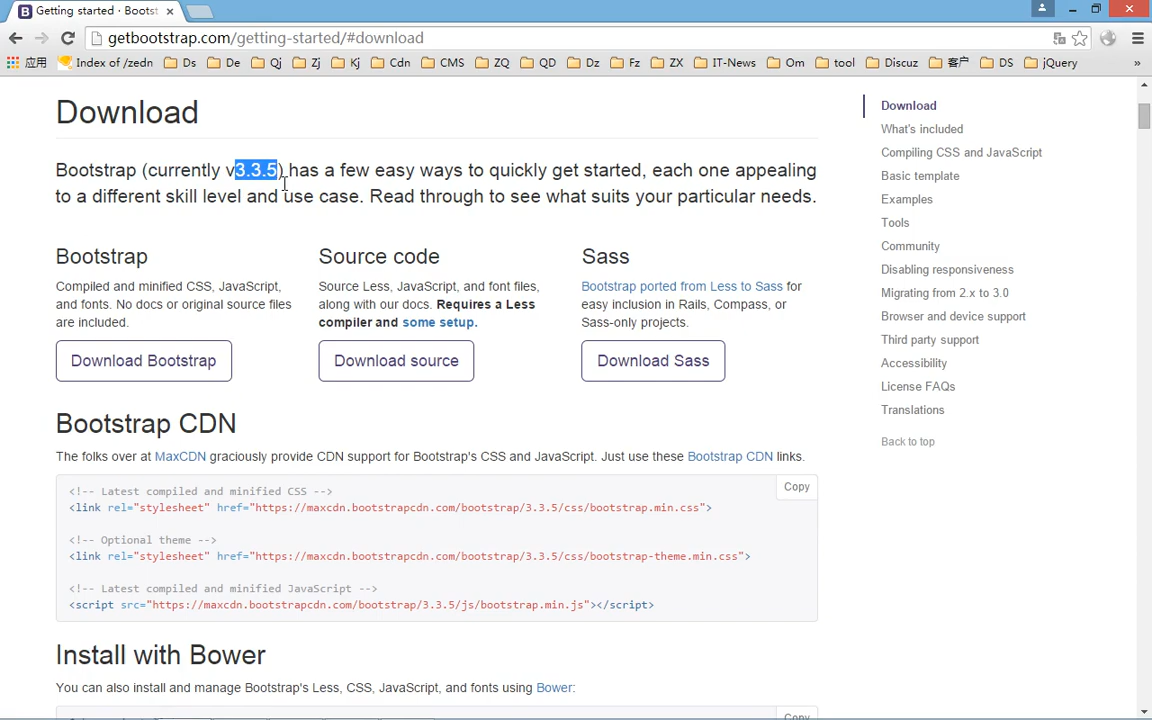 Getting started · Bootst
getbootstrap.com/getting-started/#download
应用 Index of /zedn Ds De Qj Zj Kj Cdn CMS ZQ QD Dz Fz ZX IT-News Om tool Discuz 客户 DS jQuery »
Download
Bootstrap (currently v3.3.5) has a few easy ways to quickly get started, each one appealing
to a different skill level and use case. Read through to see what suits your particular needs.
Bootstrap
Compiled and minified CSS, JavaScript,
and fonts. No docs or original source files
are included.
Download Bootstrap
Source code
Source Less, JavaScript, and font files,
along with our docs. Requires a Less
compiler and some setup.
Download source
Sass
Bootstrap ported from Less to Sass for
easy inclusion in Rails, Compass, or
Sass-only projects.
Download Sass
Bootstrap CDN
The folks over at MaxCDN graciously provide CDN support for Bootstrap's CSS and JavaScript. Just use these Bootstrap CDN links.
Copy
<!-- Latest compiled and minified CSS -->
<link rel="stylesheet" href="https://maxcdn.bootstrapcdn.com/bootstrap/3.3.5/css/bootstrap.min.css">
<!-- Optional theme -->
<link rel="stylesheet" href="https://maxcdn.bootstrapcdn.com/bootstrap/3.3.5/css/bootstrap-theme.min.css">
<!-- Latest compiled and minified JavaScript -->
<script src="https://maxcdn.bootstrapcdn.com/bootstrap/3.3.5/js/bootstrap.min.js"></script>
Install with Bower
You can also install and manage Bootstrap's Less, CSS, JavaScript, and fonts using Bower:
Copy
Download
What's included
Compiling CSS and JavaScript
Basic template
Examples
Tools
Community
Disabling responsiveness
Migrating from 2.x to 3.0
Browser and device support
Third party support
Accessibility
License FAQs
Translations
Back to top